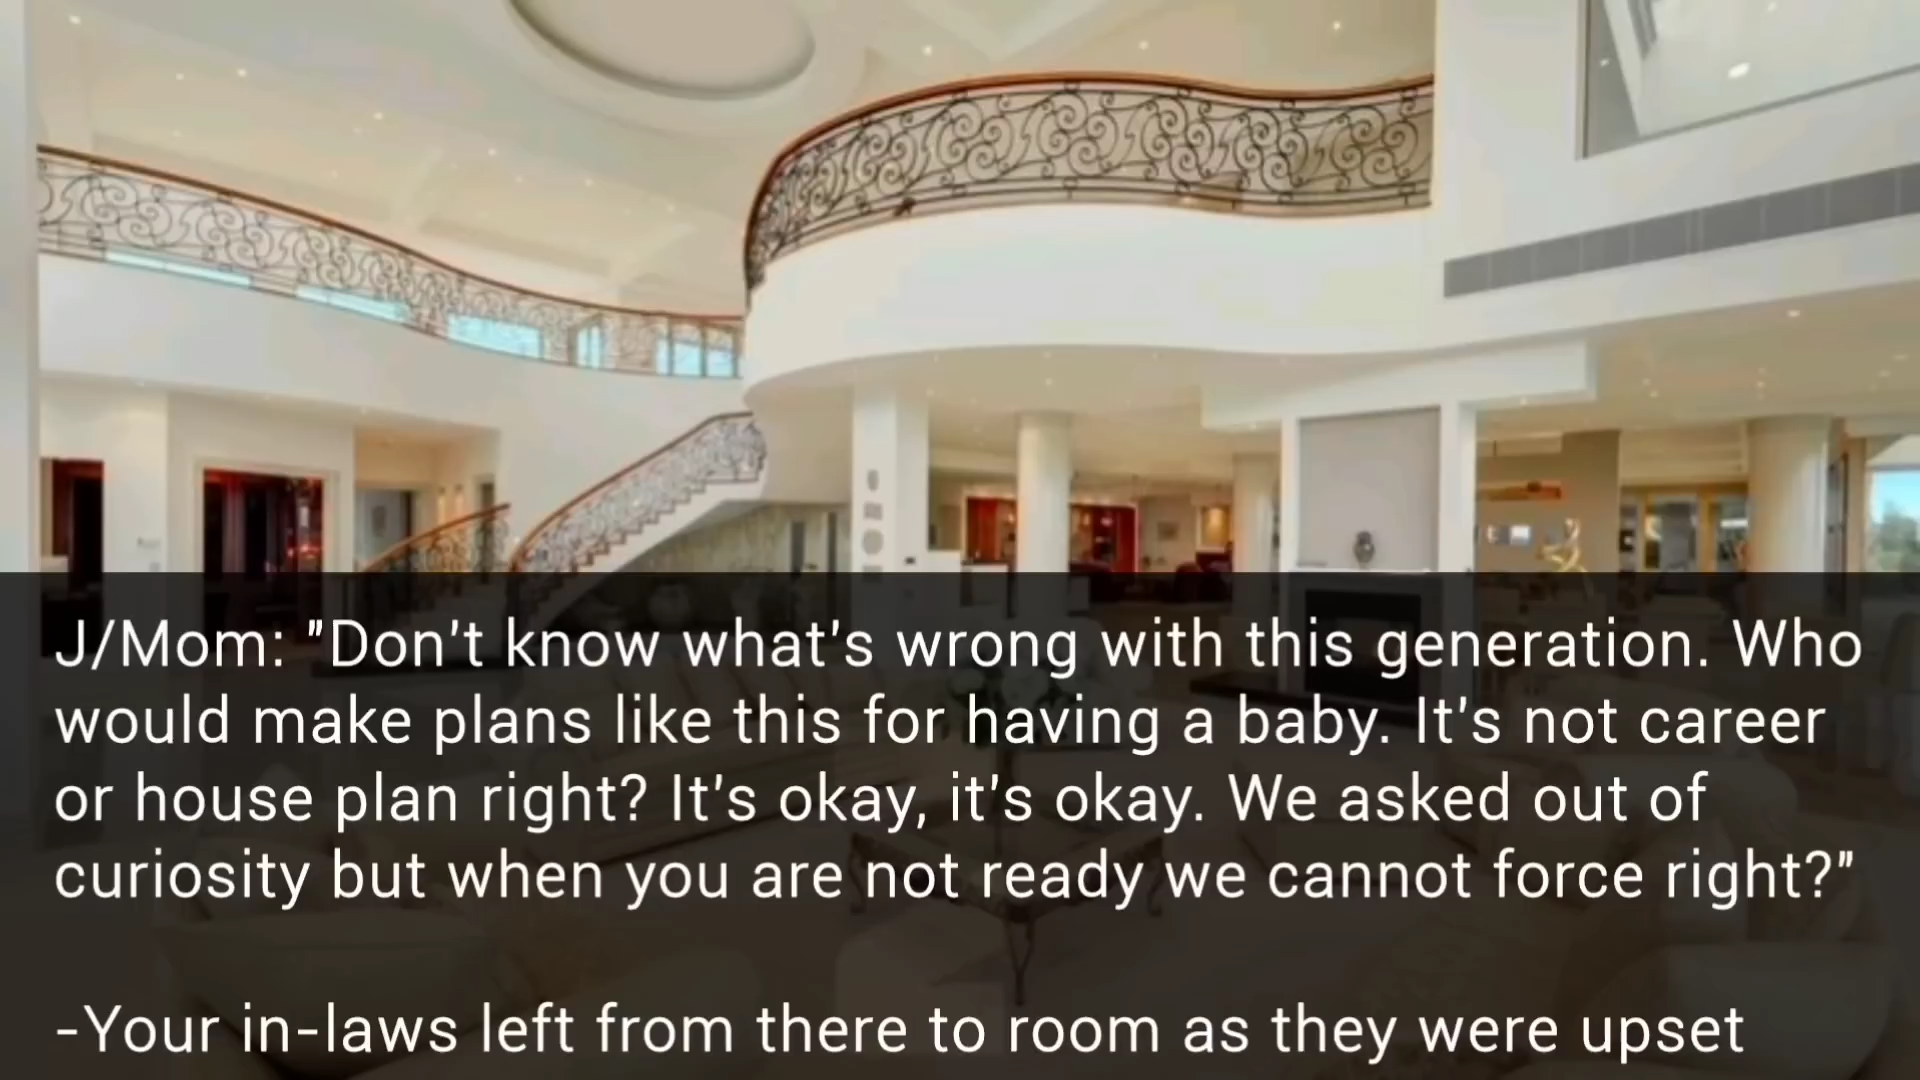 J/Mom: "Don't know what's wrong with this generation. Who
would make plans like this for having a baby. It's not career
or house plan right? It's okay, it's okay. We asked out of
curiosity but when you are not ready we cannot force right?"
-Your in-laws left from there to room as they were upset